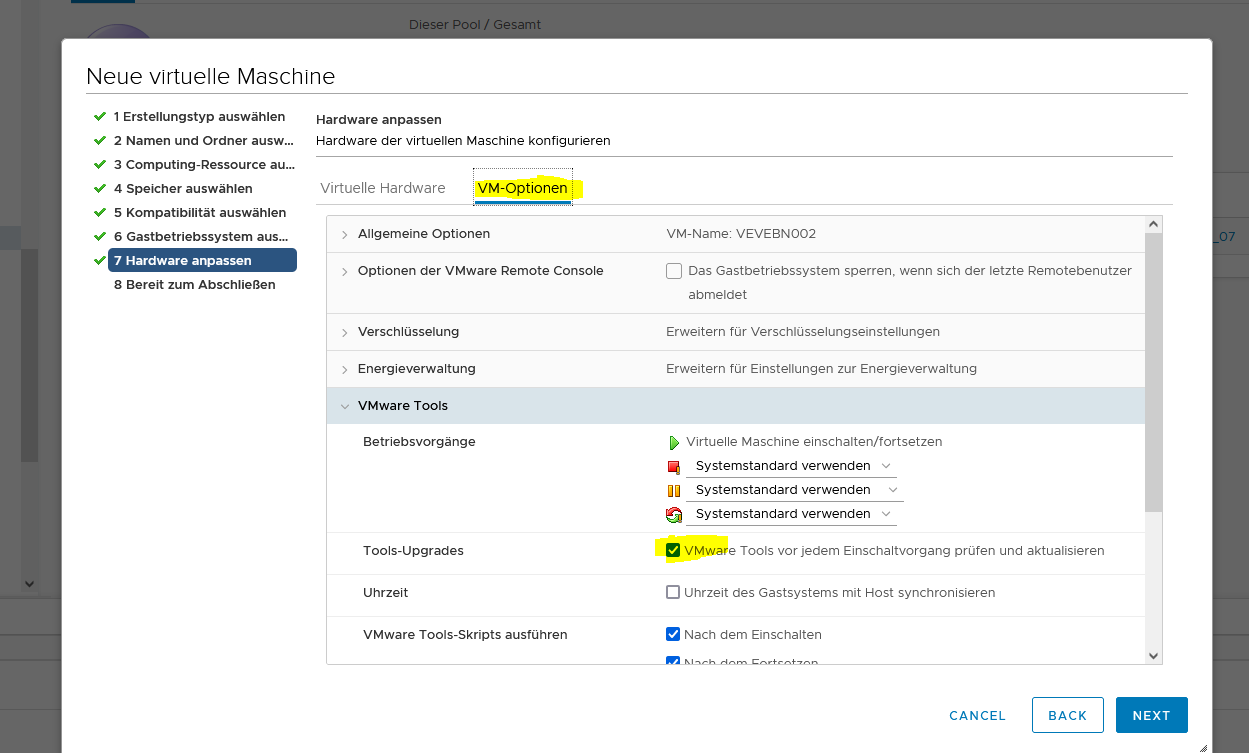 Dieser Pool / Gesamt
Neue virtuelle Maschine
1 Erstellungstyp auswählen
2 Namen und Ordner ausw...
3 Computing-Ressource au...
4 Speicher auswählen
5 Kompatibilität auswählen
6 Gastbetriebssystem aus...
7 Hardware anpassen
8 Bereit zum Abschließen
Hardware anpassen
Hardware der virtuellen Maschine konfigurieren
Virtuelle Hardware VM-Optionen
Allgemeine Optionen VM-Name: VEVEBN002
Optionen der VMware Remote Console Das Gastbetriebssystem sperren, wenn sich der letzte Remotebenutzer
abmeldet
Verschlüsselung Erweitern für Verschlüsselungseinstellungen
Energieverwaltung Erweitern für Einstellungen zur Energieverwaltung
VMware Tools
Betriebsvorgänge Virtuelle Maschine einschalten/fortsetzen
Systemstandard verwenden
Systemstandard verwenden
Systemstandard verwenden
Tools-Upgrades VMware Tools vor jedem Einschaltvorgang prüfen und aktualisieren
Uhrzeit Uhrzeit des Gastsystems mit Host synchronisieren
VMware Tools-Skripts ausführen Nach dem Einschalten
Nach dem Fortsetzen
_07
CANCEL BACK NEXT